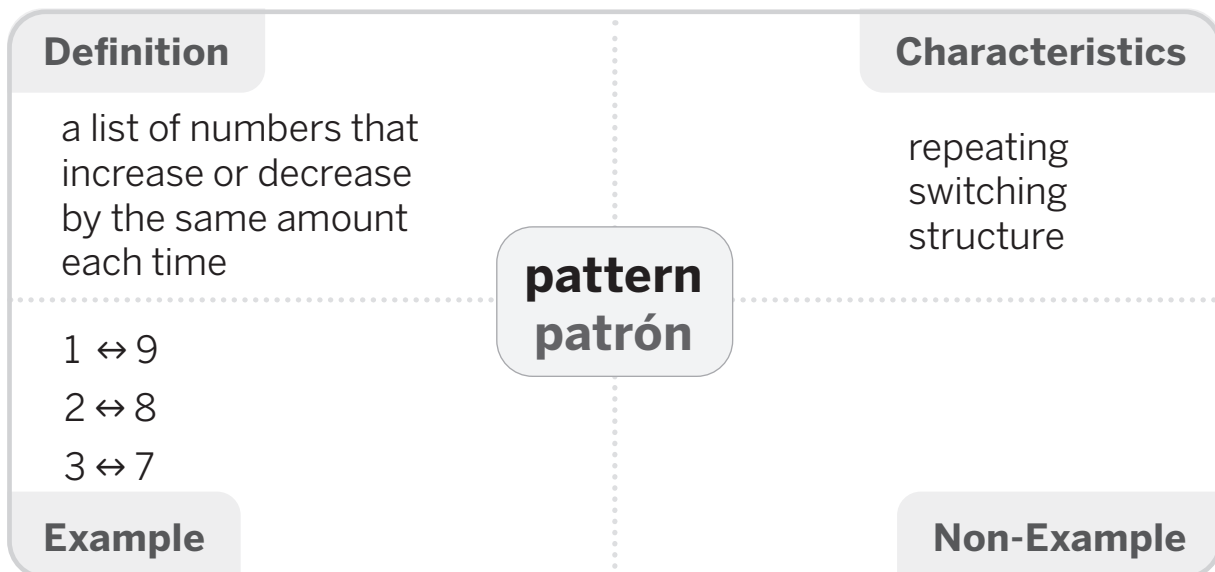 Definition
a list of numbers that
increase or decrease
by the same amount
each time
Characteristics
repeating
switching
structure
pattern
patrón
1 ↔ 9
2 ↔ 8
3 ↔ 7
Example
Non-Example